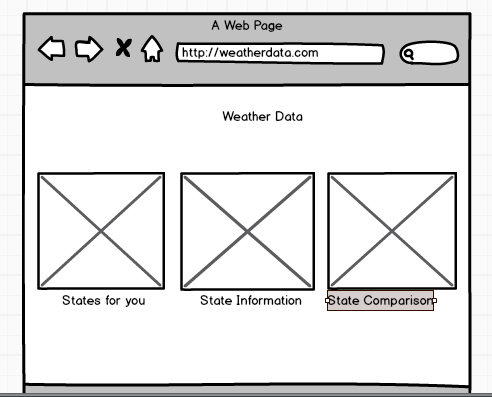 A Web Page
http://weatherdata.com
Weather Data
States for you
State Information
State Comparison